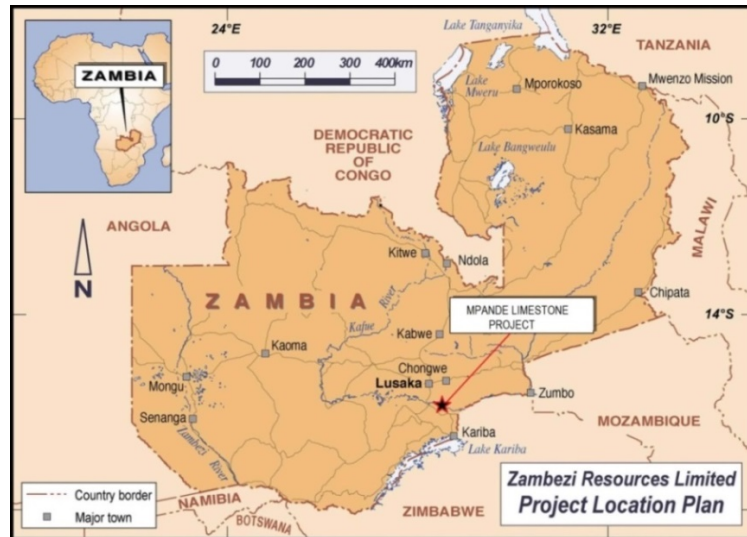 24°E
32°E
Lake Tanganyika
TANZANIA
ZAMBIA
0 100 200 300 400km
Lake
Mweru
Mporokoso
Mwenzo Mission
10°S
Kasama
DEMOCRATIC
REPUBLIC
OF
CONGO
Lake Bangweulu
ANGOLA
MALAWI
N
Kitwe
Ndola
ZAMBIA
Kafue
River
Chipata
14°S
MPANDE LIMESTONE
PROJECT
Kabwe
Kaoma
Chongwe
Lusaka
Mongu
Zumbo
Senanga
MOZAMBIQUE
Zambezi
River
Kariba
Lake Kariba
Zambezi Resources Limited
Project Location Plan
Country border
Major town
NAMIBIA
BOTSWANA
ZIMBABWE